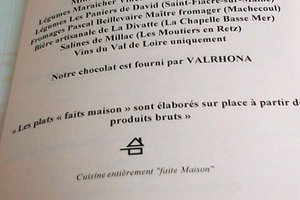 Légumes Maraîcher Vin
Légumes Les Paniers de David (Saint-Fiacre-sur-Maine)
Fromages Pascal Beillevaire Maître fromager (Machecoul)
Bière artisanale de La Divatte (La Chapelle Basse Mer)
Salines de Millac (Les Moutiers en Retz)
Vins du Val de Loire uniquement
Notre chocolat est fourni par VALRHONA
« Les plats « faits maison » sont élaborés sur place à partir de
produits bruts »
Cuisine entièrement "faite Maison"